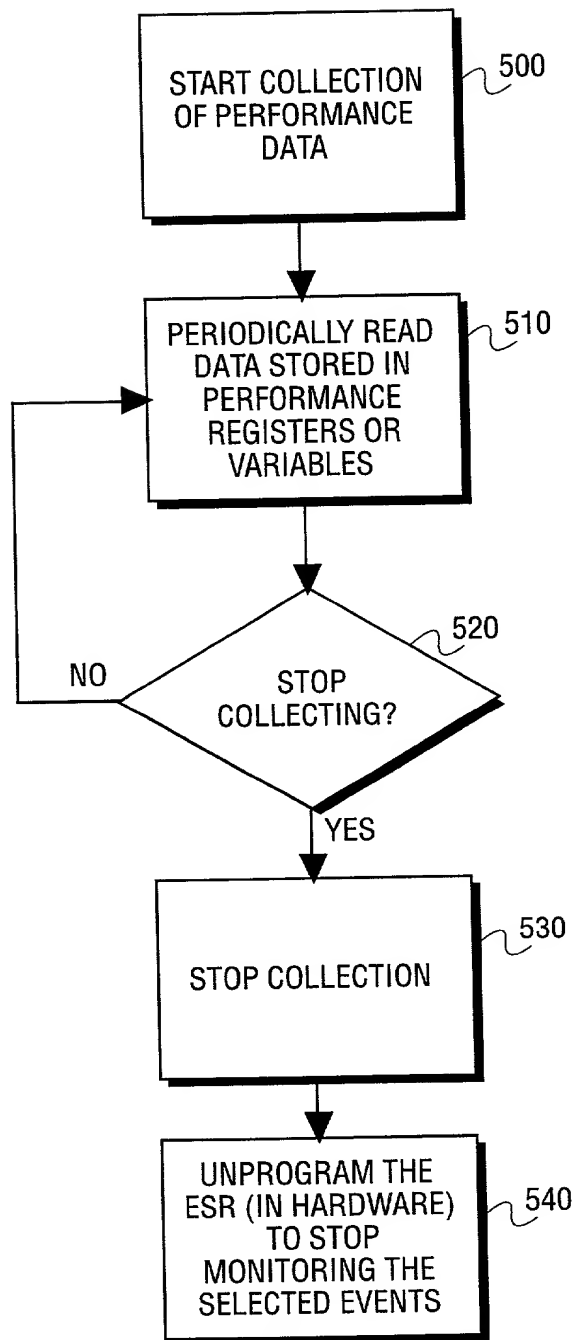 START COLLECTION
OF PERFORMANCE
DATA
500
PERIODICALLY READ
DATA STORED IN
PERFORMANCE
REGISTERS OR
VARIABLES
510
520
NO
STOP
COLLECTING?
YES
530
STOP COLLECTION
UNPROGRAM THE
ESR (IN HARDWARE)
TO STOP
MONITORING THE
SELECTED EVENTS
540